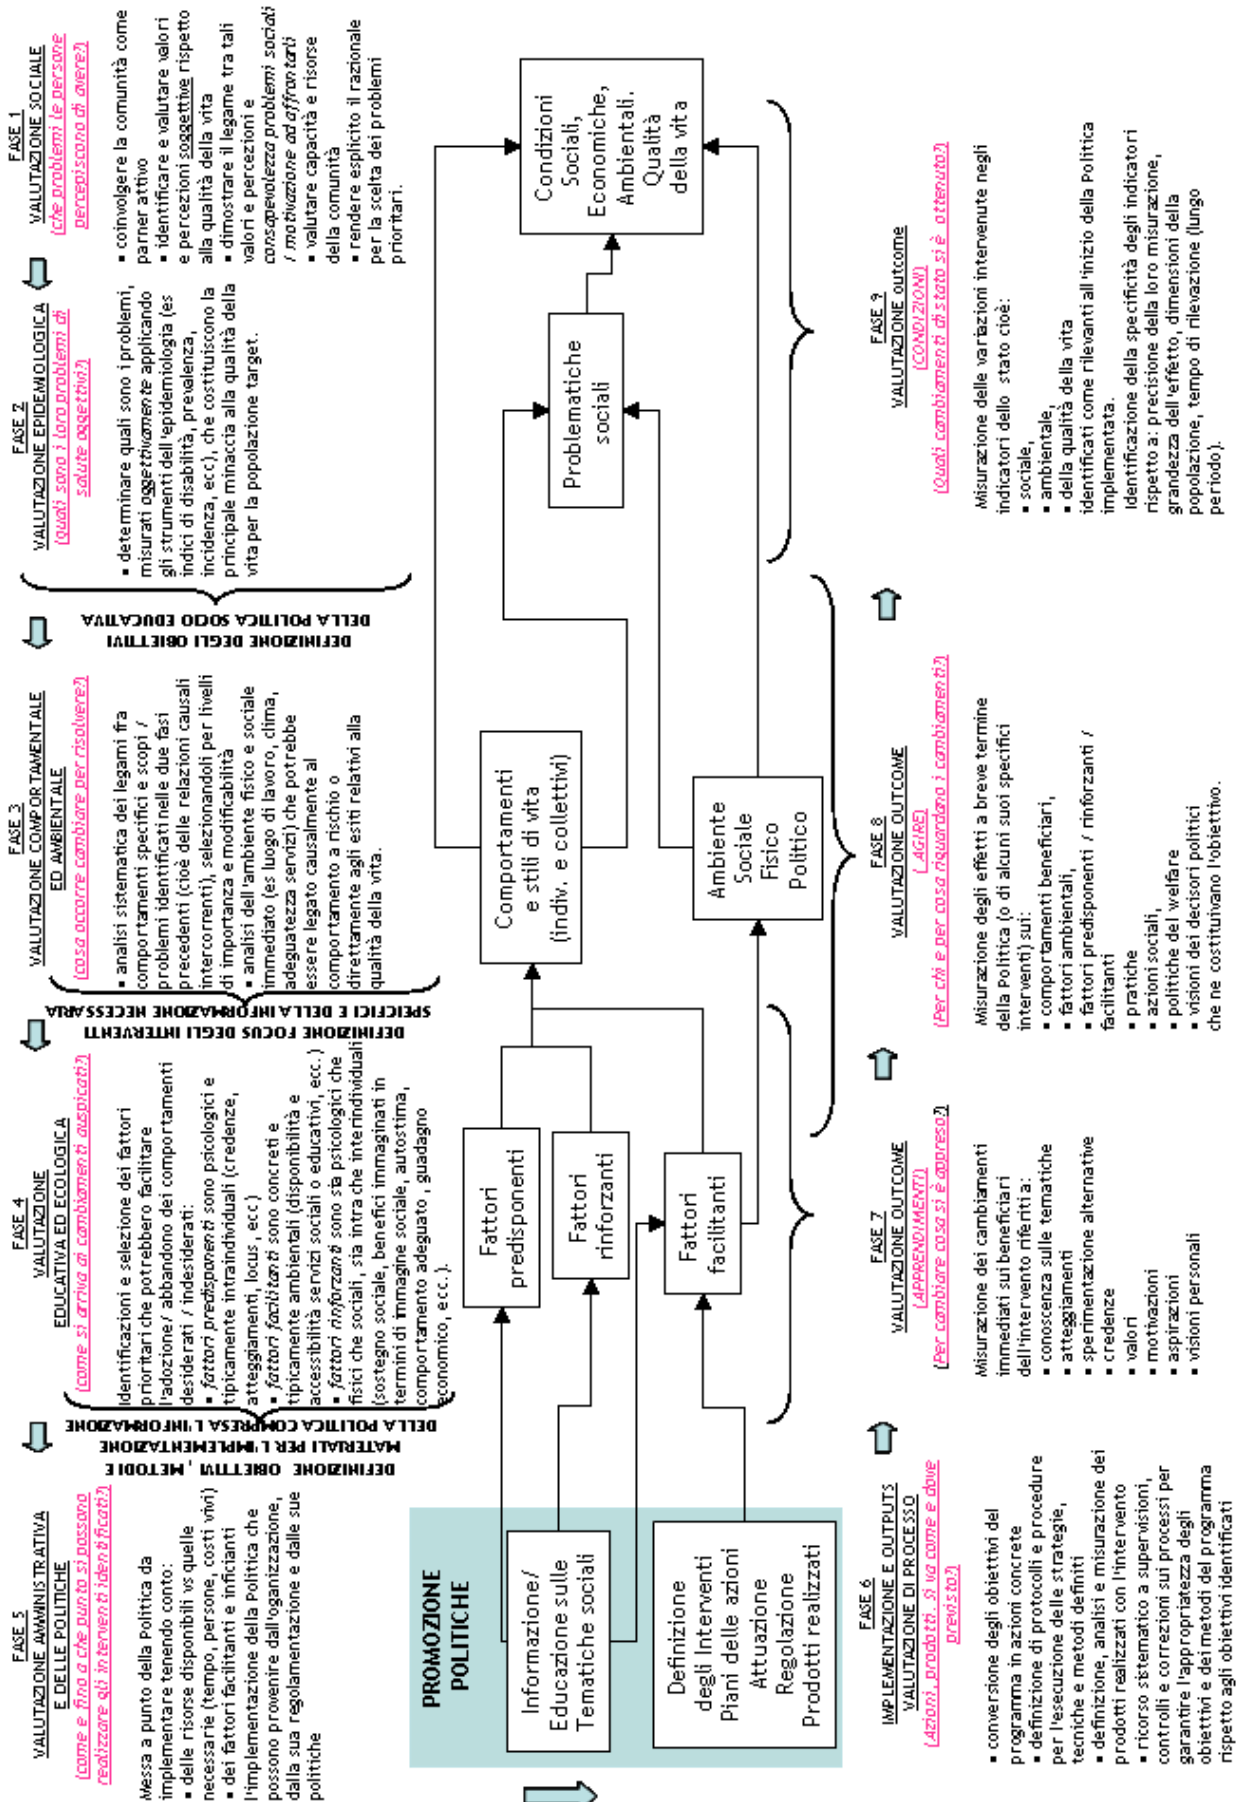 FASE 5
VALUTAZIONE AMMINISTRATIVA
E DELLE POLITICHE
(come e fino a che punto si possono
realizzare gli interventi identificati?)
Messa a punto della Politica da
implementare tenendo conto:
▪ delle risorse disponibili vs quelle
necessarie (tempo, persone, costi vivi)
▪ dei fattori facilitanti e inficianti
l'implementazione della Politica che
possono provenire dall'organizzazione,
dalla sua regolamentazione e dalle sue
politiche
DEFINIZIONE OBIETTIVI, METODI E
MATERIALI PER L'IMPLEMENTAZIONE
DELLA POLITICA COMPRESA L'INFORMAZIONE
FASE 4
VALUTAZIONE
EDUCATIVA ED ECOLOGICA
(come si arriva ai cambiamenti auspicati?)
Identificazioni e selezione dei fattori
prioritari che potrebbero facilitare
l'adozione/ abbandono dei comportamenti
desiderati / indesiderati:
▪ fattori predisponenti sono psicologici e
tipicamente intraindividuali (credenze,
atteggiamenti, locus, ecc)
▪ fattori facilitanti sono concreti e
tipicamente ambientali (disponibilità e
accessibilità servizi sociali o educativi, ecc.)
▪ fattori rinforzanti sono sia psicologici che
fisici che sociali, sia intra che interindividuali
(sostegno sociale, benefici immaginati in
termini di immagine sociale, autostima,
comportamento adeguato, guadagno
economico, ecc.).
DEFINIZIONE FOCUS DEGLI INTERVENTI
SPEICIFICI E DELLA INFORMAZIONE NECESSARIA
FASE 3
VALUTAZIONE COMPORTAMENTALE
ED AMBIENTALE
(cosa occorre cambiare per risolvere?)
▪ analisi sistematica dei legami fra
comportamenti specifici e scopi /
problemi identificati nelle due fasi
precedenti (cioè delle relazioni causali
intercorrenti), selezionandoli per livelli
di importanza e modificabilità
▪ analisi dell'ambiente fisico e sociale
immediato (es luogo di lavoro, clima,
adeguatezza servizi) che potrebbe
essere legato causalmente al
comportamento a rischio o
direttamente agli esiti relativi alla
qualità della vita.
DEFINIZIONE DEGLI OBIETTIVI
DELLA POLITICA SOCIO EDUCATIVA
FASE 2
VALUTAZIONE EPIDEMIOLOGICA
(quali sono i loro problemi di
salute oggettivi?)
▪ determinare quali sono i problemi,
misurati oggettivamente applicando
gli strumenti dell'epidemiologia (es
indici di disabilità, prevalenza,
incidenza, ecc), che costituiscono la
principale minaccia alla qualità della
vita per la popolazione target.
FASE 1
VALUTAZIONE SOCIALE
(che problemi le persone
percepiscono di avere?)
▪ coinvolgere la comunità come
parner attivo
▪ identificare e valutare valori
e percezioni soggettive rispetto
alla qualità della vita
▪ dimostrare il legame tra tali
valori e percezioni e
consapevolezza problemi sociali
/ motivazione ad affrontarli
▪ valutare capacità e risorse
della comunità
▪ rendere esplicito il razionale
per la scelta dei problemi
prioritari.
PROMOZIONE
POLITICHE
Informazione/
Educazione sulle
Tematiche sociali
Definizione
degli Interventi
Piani delle azioni
Attuazione
Regolazione
Prodotti realizzati
Fattori
predisponenti
Fattori
rinforzanti
Fattori
facilitanti
Comportamenti
e stili di vita
(indiv. e collettivi)
Ambiente
Sociale
Fisico
Politico
Problematiche
sociali
Condizioni
Sociali,
Economiche,
Ambientali.
Qualità
della vita
FASE 6
IMPLEMENTAZIONE E OUTPUTS
VALUTAZIONE DI PROCESSO
(Azioni, prodotti. si va come e dove
previsto?)
▪ conversione degli obiettivi del
programma in azioni concrete
▪ definizione di protocolli e procedure
per l'esecuzione delle strategie,
tecniche e metodi definiti
▪ definizione, analisi e misurazione dei
prodotti realizzati con l'intervento
▪ ricorso sistematico a supervisioni,
controlli e correzioni sui processi per
garantire l'appropriatezza degli
obiettivi e dei metodi del programma
rispetto agli obiettivi identificati
FASE 7
VALUTAZIONE OUTCOME
(APPRENDIMENTI)
(Per cambiare cosa si è appreso?)
Misurazione dei cambiamenti
immediati sui beneficiari
dell'intervento riferiti a:
▪ conoscenza sulle tematiche
▪ atteggiamenti
▪ sperimentazione alternative
▪ credenze
▪ valori
▪ motivazioni
▪ aspirazioni
▪ visioni personali
FASE 8
VALUTAZIONE OUTCOME
( AGIRE)
(Per chi e per cosa riguardano i cambiamenti?)
Misurazione degli effetti a breve termine
della Politica (o di alcuni suoi specifici
interventi) sui:
▪ comportamenti beneficiari,
▪ fattori ambientali,
▪ fattori predisponenti / rinforzanti /
facilitanti
▪ pratiche
▪ azioni sociali,
▪ politiche del welfare
▪ visioni dei decisori politici
che ne costituivano l'obiettivo.
FASE 9
VALUTAZIONE OUTCOME
(CONDIZIONI)
(Quali cambiamenti di stato si è ottenuto?)
Misurazione delle variazioni intervenute negli
indicatori dello stato cioè:
▪ sociale,
▪ ambientale,
▪ della qualità della vita
identificati come rilevanti all'inizio della Politica
implementata.
Identificazione della specificità degli indicatori
rispetto a: precisione della loro misurazione,
grandezza dell'effetto, dimensioni della
popolazione, tempo di rilevazione (lungo
periodo).